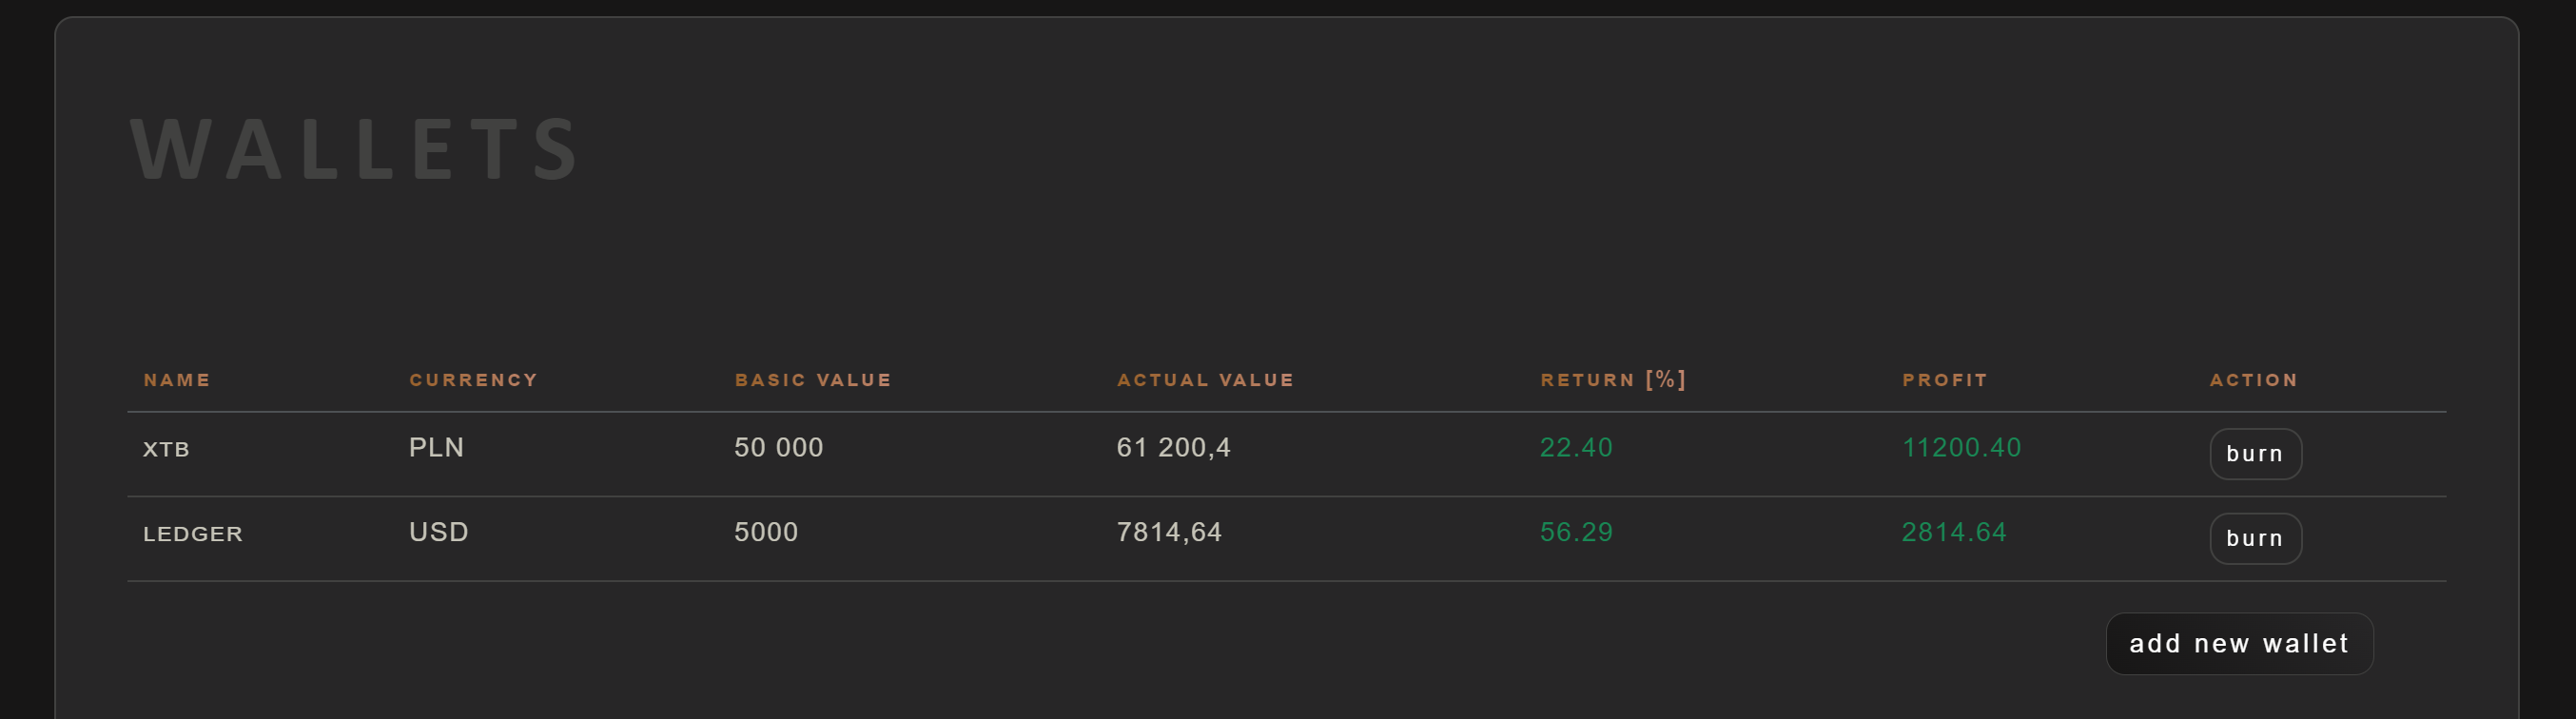 WALLETS
NAME CURRENCY BASIC VALUE ACTUAL VALUE RETURN [%] PROFIT ACTION
XTB PLN 50 000 61 200,4 22.40 11200.40 burn
LEDGER USD 5000 7814,64 56.29 2814.64 burn
add new wallet